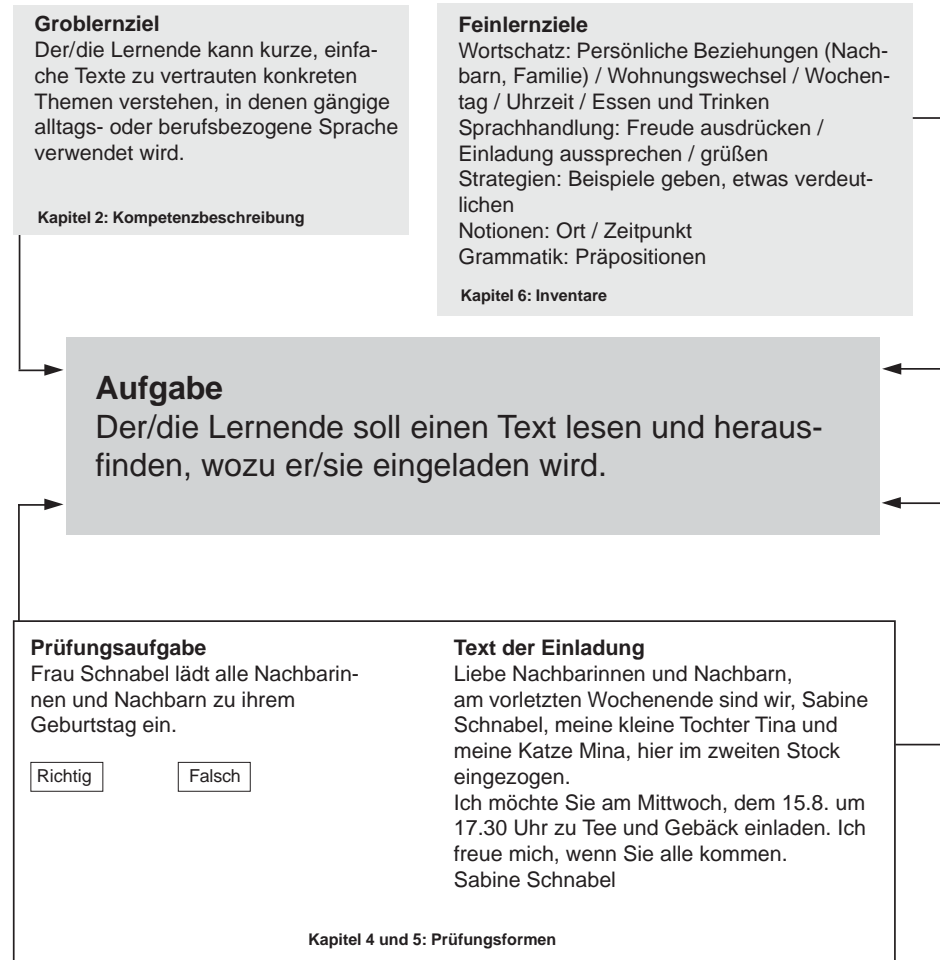 Groblernziel
Der/die Lernende kann kurze, einfa-
che Texte zu vertrauten konkreten
Themen verstehen, in denen gängige
alltags- oder berufsbezogene Sprache
verwendet wird.
Kapitel 2: Kompetenzbeschreibung
Feinlernziele
Wortschatz: Persönliche Beziehungen (Nach-
barn, Familie) / Wohnungswechsel / Wochen-
tag / Uhrzeit / Essen und Trinken
Sprachhandlung: Freude ausdrücken /
Einladung aussprechen / grüßen
Strategien: Beispiele geben, etwas verdeut-
lichen
Notionen: Ort / Zeitpunkt
Grammatik: Präpositionen
Kapitel 6: Inventare
Aufgabe
Der/die Lernende soll einen Text lesen und heraus-
finden, wozu er/sie eingeladen wird.
Prüfungsaufgabe
Frau Schnabel lädt alle Nachbarin-
nen und Nachbarn zu ihrem
Geburtstag ein.
Richtig Falsch
Text der Einladung
Liebe Nachbarinnen und Nachbarn,
am vorletzten Wochenende sind wir, Sabine
Schnabel, meine kleine Tochter Tina und
meine Katze Mina, hier im zweiten Stock
eingezogen.
Ich möchte Sie am Mittwoch, dem 15.8. um
17.30 Uhr zu Tee und Gebäck einladen. Ich
freue mich, wenn Sie alle kommen.
Sabine Schnabel
Kapitel 4 und 5: Prüfungsformen